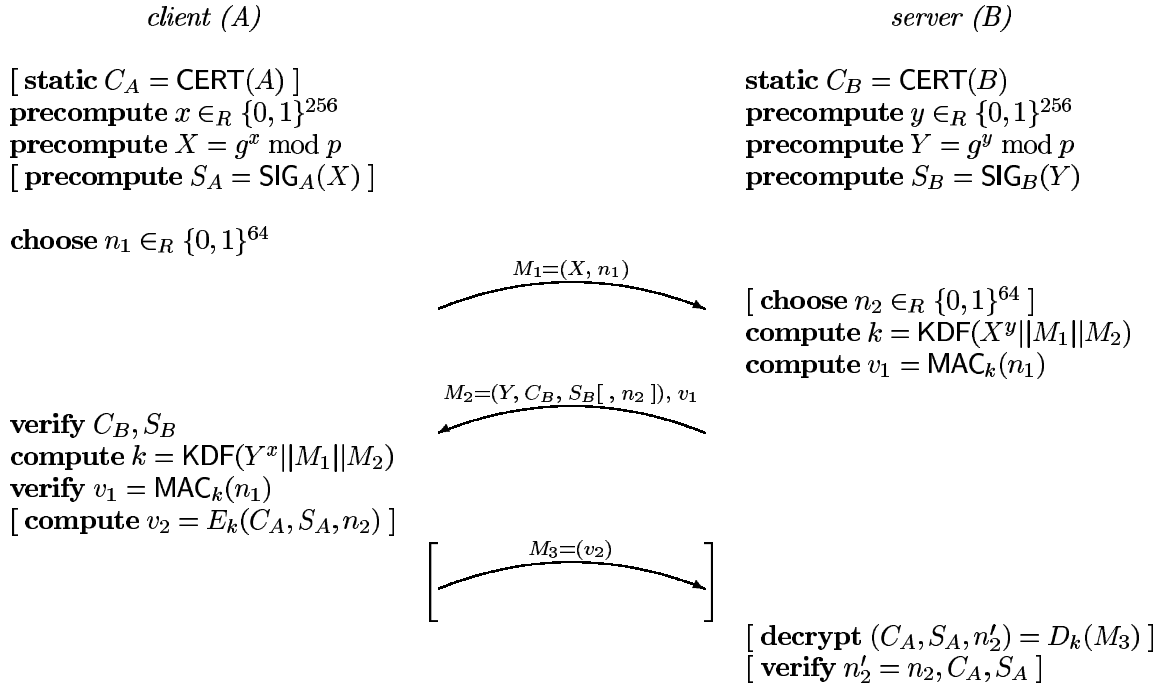 client (A)
server (B)
[ static C_A = CERT(A) ]
precompute x ∈_R {0, 1}^256
precompute X = g^x mod p
[ precompute S_A = SIG_A(X) ]
choose n_1 ∈_R {0, 1}^64
static C_B = CERT(B)
precompute y ∈_R {0, 1}^256
precompute Y = g^y mod p
precompute S_B = SIG_B(Y)
M_1=(X, n_1)
[ choose n_2 ∈_R {0, 1}^64 ]
compute k = KDF(X^y||M_1||M_2)
compute v_1 = MAC_k(n_1)
M_2=(Y, C_B, S_B[ , n_2 ]), v_1
verify C_B, S_B
compute k = KDF(Y^x||M_1||M_2)
verify v_1 = MAC_k(n_1)
[ compute v_2 = E_k(C_A, S_A, n_2) ]
[ M_3=(v_2) ]
[ decrypt (C_A, S_A, n′_2) = D_k(M_3) ]
[ verify n′_2 = n_2, C_A, S_A ]